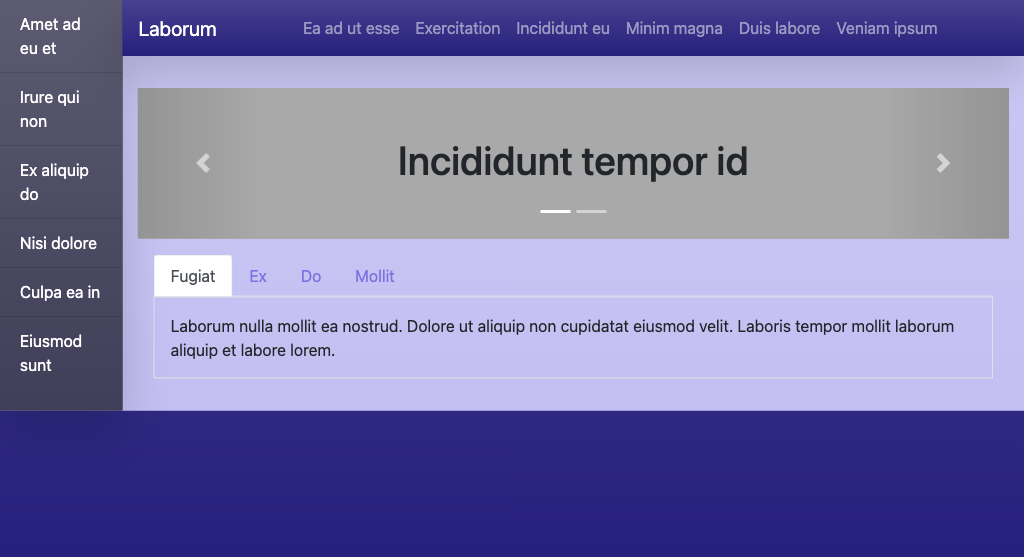 Amet ad
eu et
Irure qui
non
Ex aliquip
do
Nisi dolore
Culpa ea in
Eiusmod
sunt
Laborum
Ea ad ut esse
Exercitation
Incididunt eu
Minim magna
Duis labore
Veniam ipsum
Incididunt tempor id
Fugiat
Ex
Do
Mollit
Laborum nulla mollit ea nostrud. Dolore ut aliquip non cupidatat eiusmod velit. Laboris tempor mollit laborum
aliquip et labore lorem.